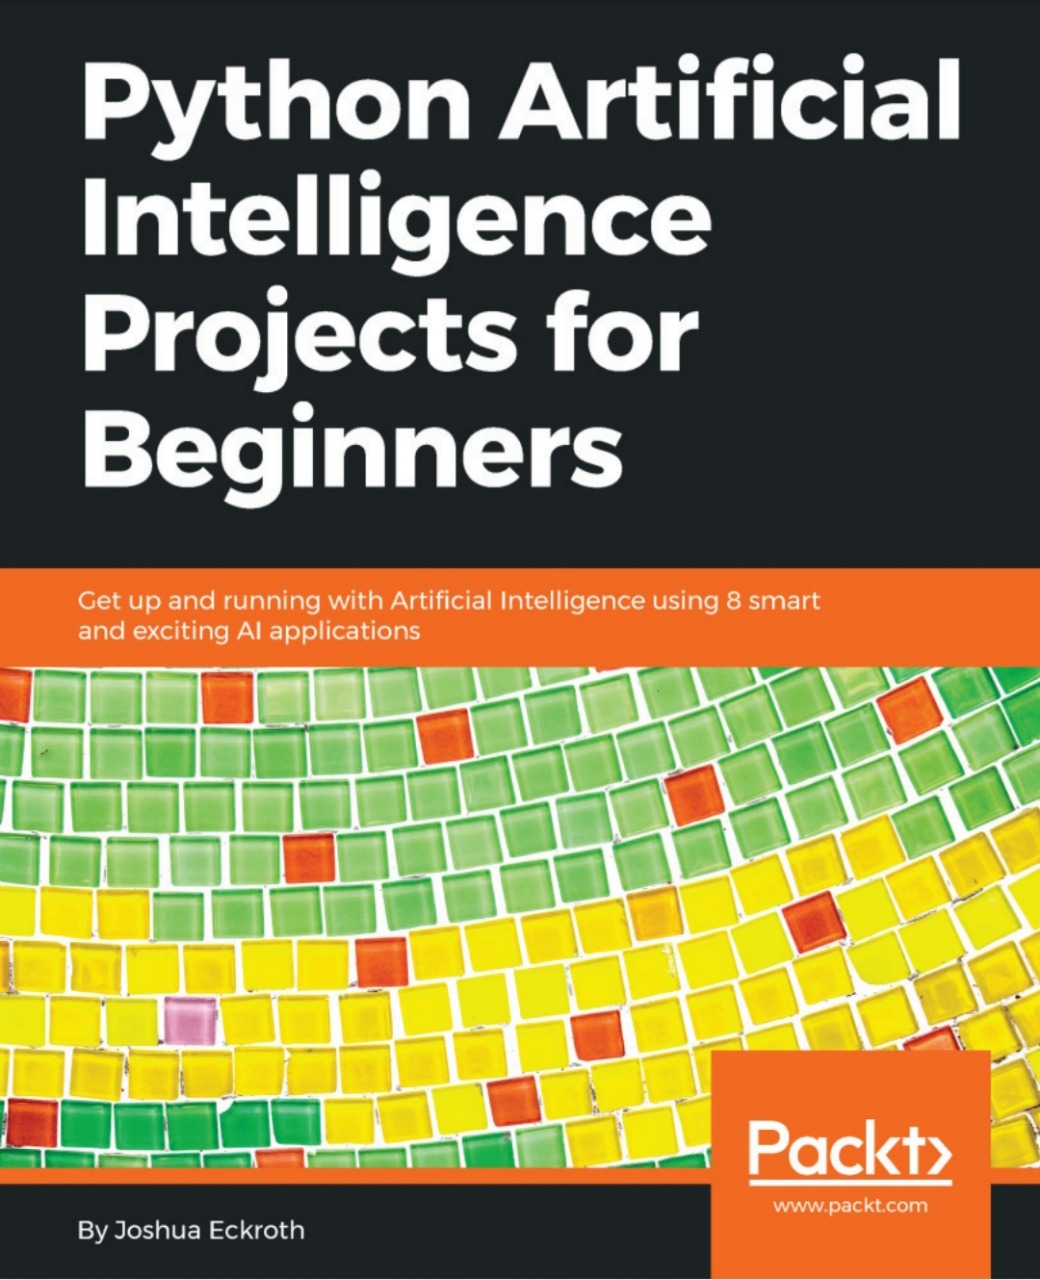 Python Artificial
Intelligence
Projects for
Beginners
Get up and running with Artificial Intelligence using 8 smart
and exciting AI applications
Packt>
www.packt.com
By Joshua Eckroth